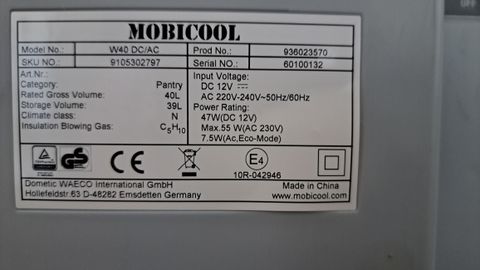 MOBICOOL
Model No.: W40 DC/AC Prod No.: 936023570
SKU NO.: 9105302797 Serial NO.: 60100132
Art.Nr.:
Category: Pantry
Rated Gross Volume: 40L
Storage Volume: 39L
Climate class: N
Insulation Blowing Gas: C5H10
Input Voltage:
DC 12V ⎓
AC 220V-240V~50Hz/60Hz
Power Rating:
47W(DC 12V)
Max.55 W(AC 230V)
7.5W(Ac,Eco-Mode)
GS
CE
E4
10R-042946
Dometic WAECO International GmbH
Hollefeldstr.63 D-48282 Emsdetten Germany
Made in China
www.mobicool.com
OFF